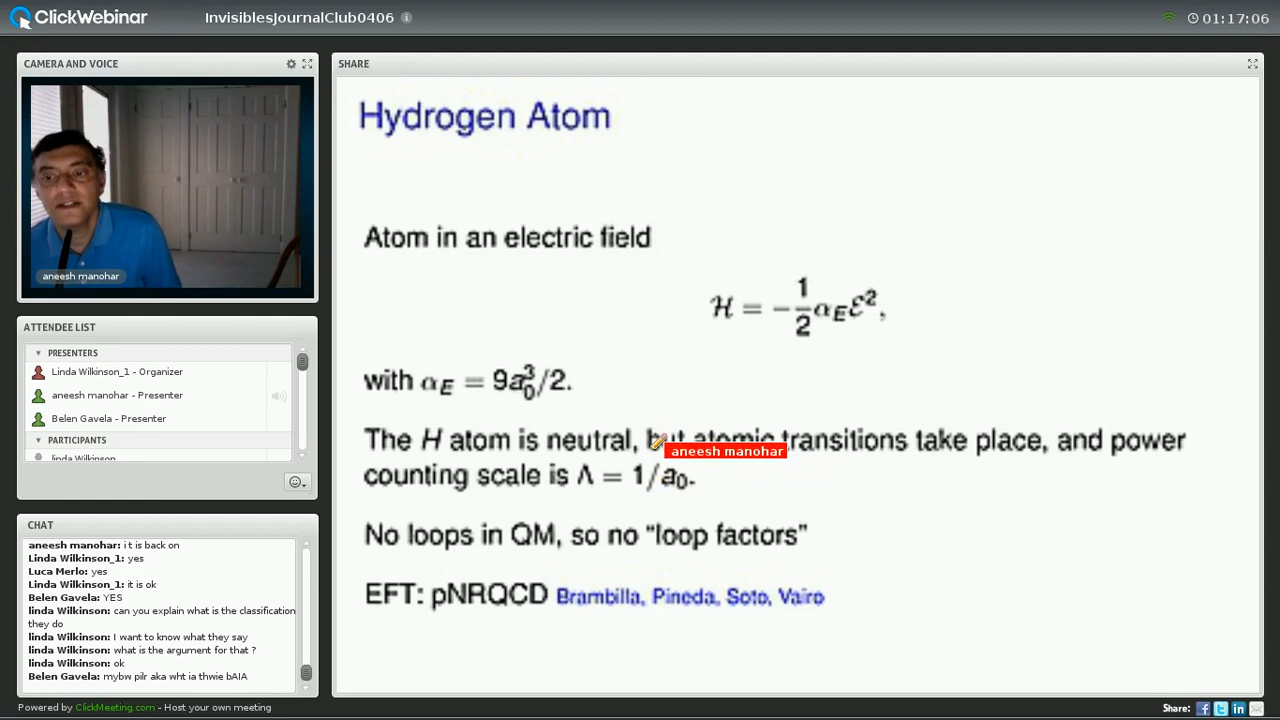 ClickWebinar
InvisiblesJournalClub0406
01:17:06
CAMERA AND VOICE
aneesh manohar
ATTENDEE LIST
PRESENTERS
Linda Wilkinson_1 - Organizer
aneesh manohar - Presenter
Belen Gavela - Presenter
PARTICIPANTS
linda Wilkinson
CHAT
aneesh manohar: i t is back on
Linda Wilkinson_1: yes
Luca Merlo: yes
Linda Wilkinson_1: it is ok
Belen Gavela: YES
linda Wilkinson: can you explain what is the classification
they do
linda Wilkinson: I want to know what they say
linda Wilkinson: what is the argument for that ?
linda Wilkinson: ok
Belen Gavela: mybw pilr aka wht ia thwie bAIA
SHARE
Hydrogen Atom
Atom in an electric field
ℋ = −1/2 α_E ℰ²,
with α_E = 9a₀³/2.
The H atom is neutral, but atomic transitions take place, and power
aneesh manohar
counting scale is Λ = 1/a₀.
No loops in QM, so no “loop factors”
EFT: pNRQCD Brambilla, Pineda, Soto, Vairo
Powered by ClickMeeting.com - Host your own meeting
Share: